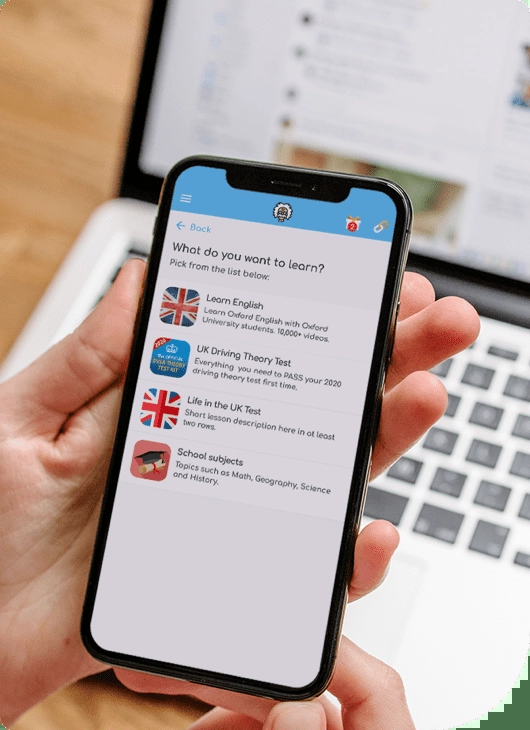 2
Back
What do you want to learn?
Pick from the list below:
Learn English
Learn Oxford English with Oxford
University students. 10,000+ videos.
2020
The OFFICIAL
DVSA THEORY
TEST KIT
UK Driving Theory Test
Everything you need to PASS your 2020
driving theory test first time.
Life in the UK Test
Short lesson description here in at least
two rows.
School subjects
Topics such as Math, Geography, Science
and History.